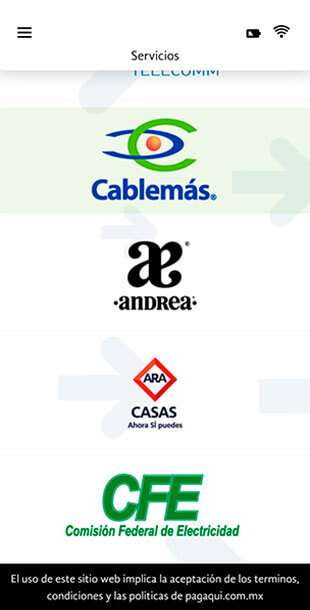 Servicios
TELECOMM
Cablemás®
æ®
·ANDREA·
ARA
CASAS
Ahora SÍ puedes
CFE
Comisión Federal de Electricidad
El uso de este sitio web implica la aceptación de los terminos,
condiciones y las politicas de pagaqui.com.mx